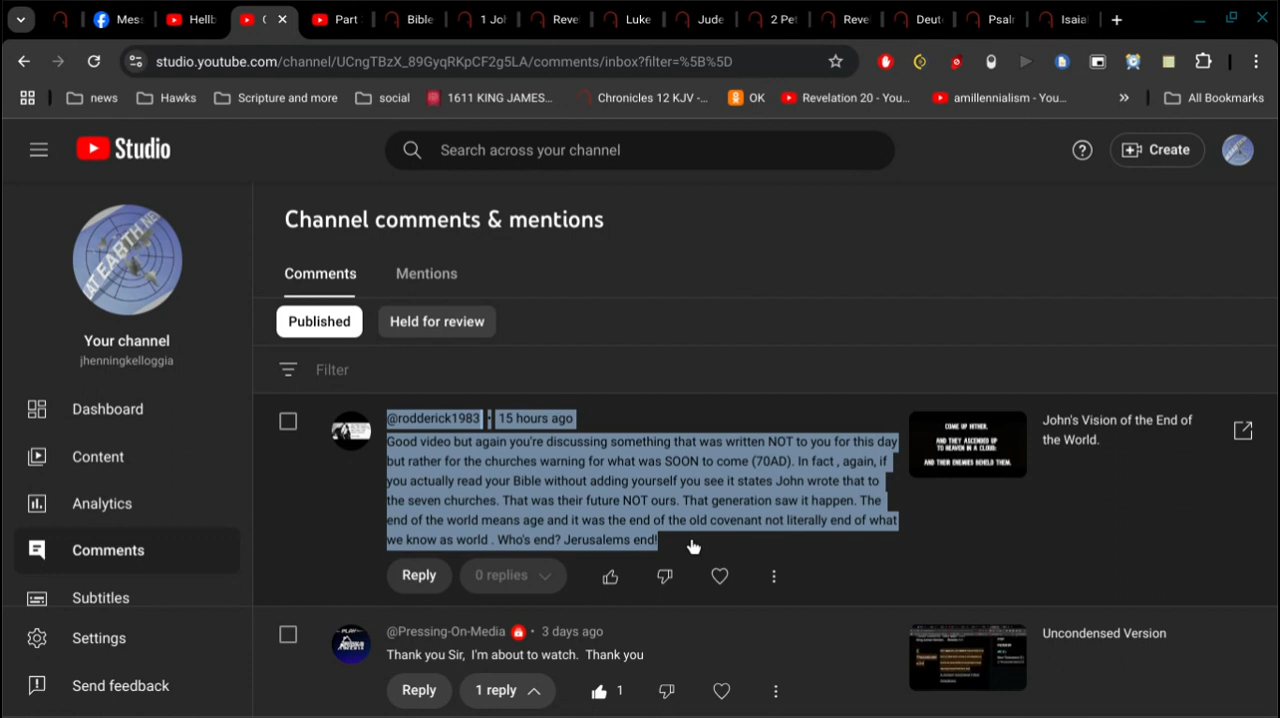 Mess
Hellb
(
Part
Bible
1 Joh
Reve
Luke
Jude
2 Pet
Reve
Deut
Psalr
Isaia
studio.youtube.com/channel/UCngTBzX_89GyqRKpCF2g5LA/comments/inbox?filter=%5B%5D
news
Hawks
Scripture and more
social
1611 KING JAMES...
Chronicles 12 KJV -...
OK
Revelation 20 - You...
amillennialism - You...
»
All Bookmarks
Studio
Search across your channel
Create
LAT EARTH.NE
Your channel
jhenningkelloggia
Dashboard
Content
Analytics
Comments
Subtitles
Settings
Send feedback
Channel comments & mentions
Comments
Mentions
Published
Held for review
Filter
@rodderick1983 • 15 hours ago
Good video but again you're discussing something that was written NOT to you for this day
but rather for the churches warning for what was SOON to come (70AD). In fact , again, if
you actually read your Bible without adding yourself you see it states John wrote that to
the seven churches. That was their future NOT ours. That generation saw it happen. The
end of the world means age and it was the end of the old covenant not literally end of what
we know as world . Who's end? Jerusalems end!
Reply
0 replies
COME UP HITHER.
AND THEY ASCENDED UP
TO HEAVEN IN A CLOUD;
AND THEIR ENEMIES BEHELD THEM.
John's Vision of the End of
the World.
@Pressing-On-Media • 3 days ago
Thank you Sir, I'm about to watch. Thank you
Reply
1 reply
1
Uncondensed Version